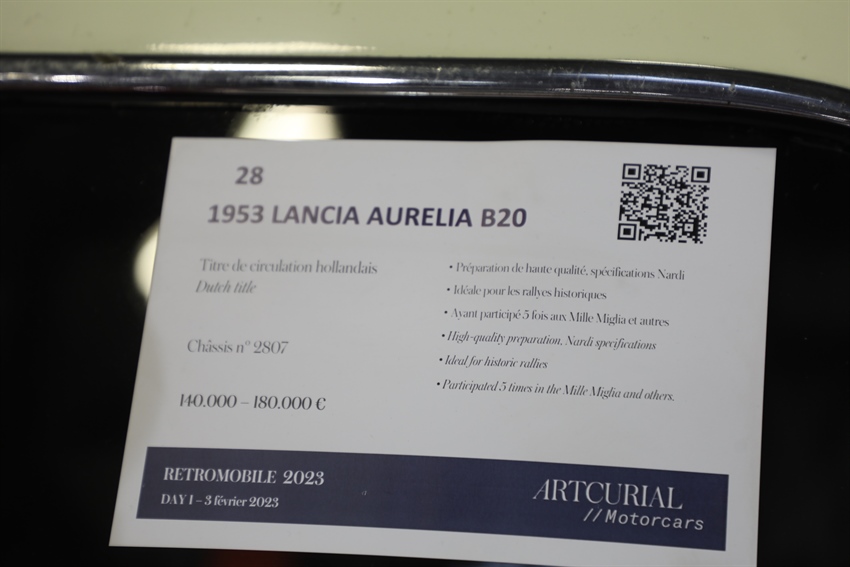 28
1953 LANCIA AURELIA B20
Titre de circulation hollandais
Dutch title
Châssis n° 2807
140.000 – 180.000 €
• Préparation de haute qualité, spécifications Nardi
• Idéale pour les rallyes historiques
• Ayant participé 5 fois aux Mille Miglia et autres
• High-quality preparation, Nardi specifications
• Ideal for historic rallies
• Participated 5 times in the Mille Miglia and others.
RETROMOBILE 2023
DAY 1 – 3 février 2023
ARTCURIAL
//Motorcars